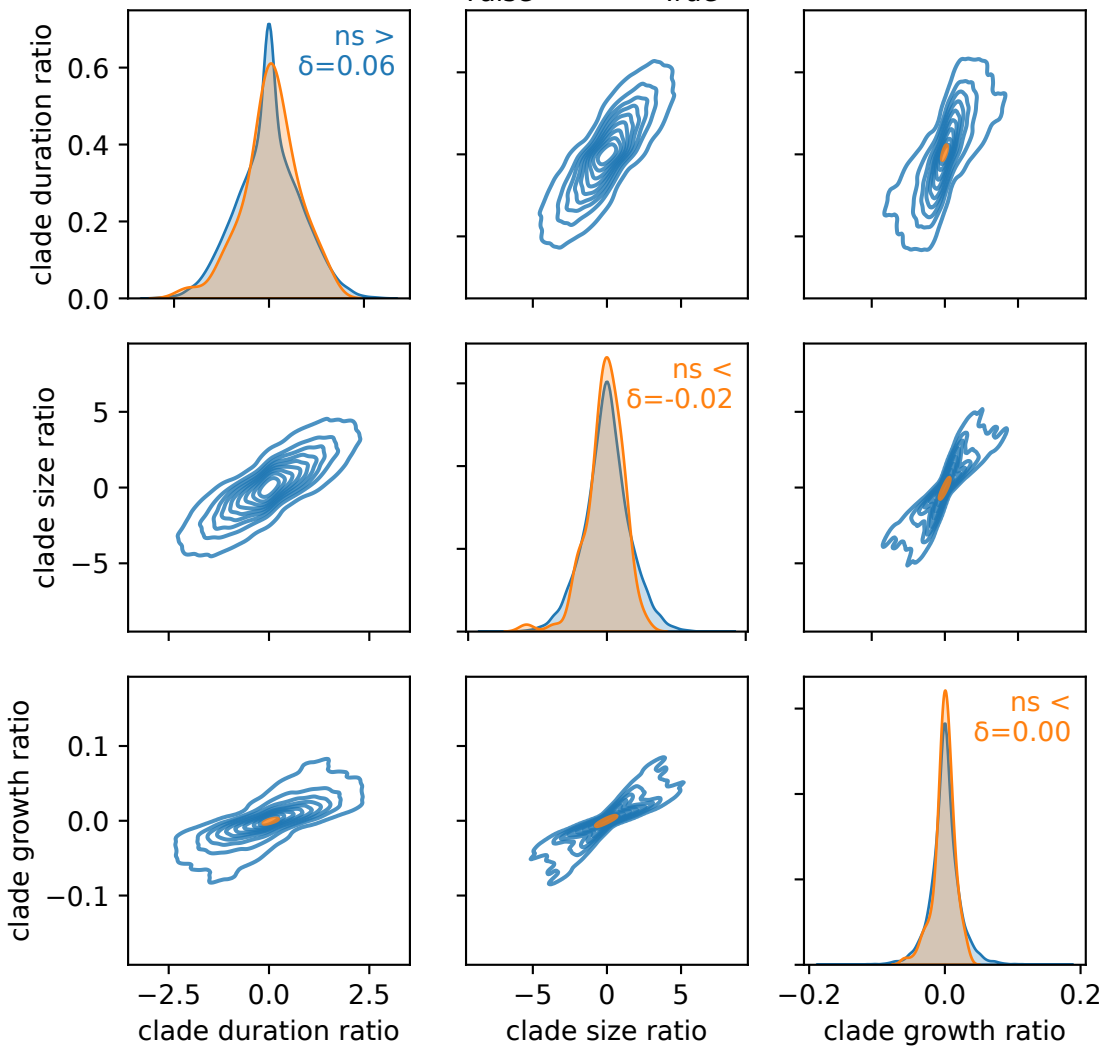 clade duration ratio
0.6
0.4
0.2
0.0
ns >
δ=0.06
clade size ratio
5
0
−5
ns <
δ=-0.02
clade growth ratio
0.1
0.0
−0.1
ns <
δ=0.00
−2.5
0.0
2.5
−5
0
5
−0.2
0.0
0.2
clade duration ratio
clade size ratio
clade growth ratio